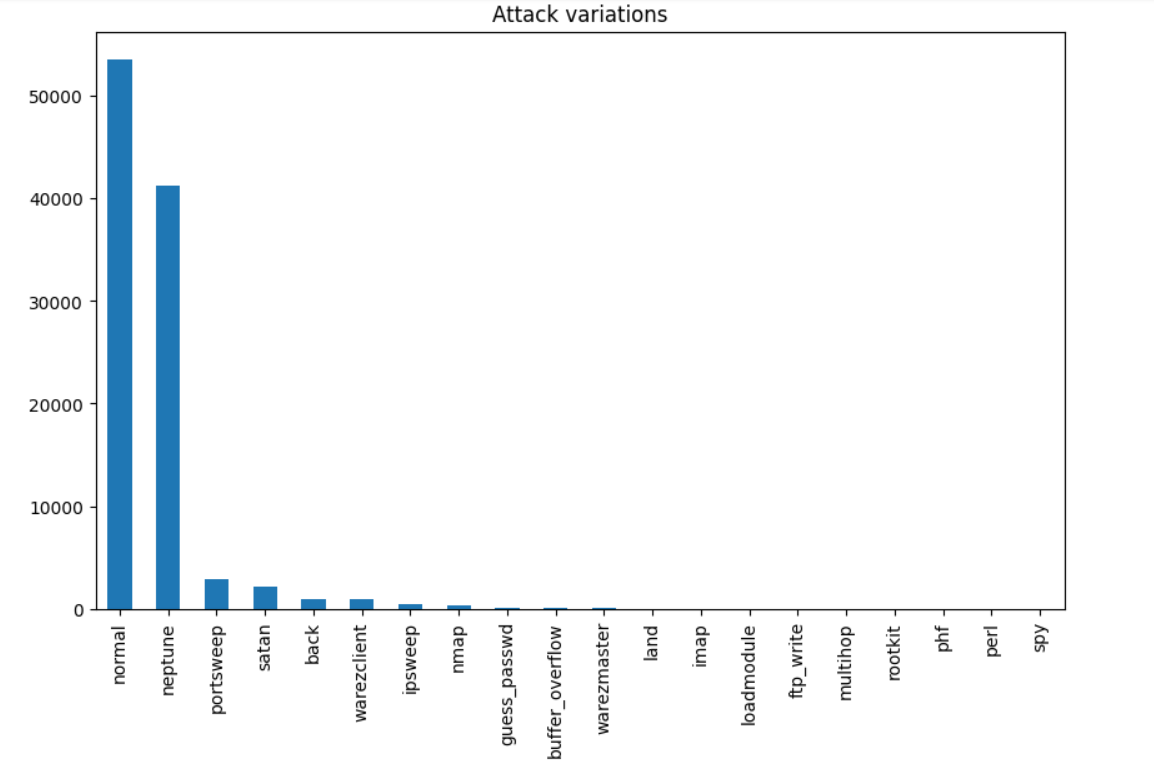 Attack variations
50000
40000
30000
20000
10000
0
normal
neptune
portsweep
satan
back
warezclient
ipsweep
nmap
guess_passwd
buffer_overflow
warezmaster
land
imap
loadmodule
ftp_write
multihop
rootkit
phf
perl
spy